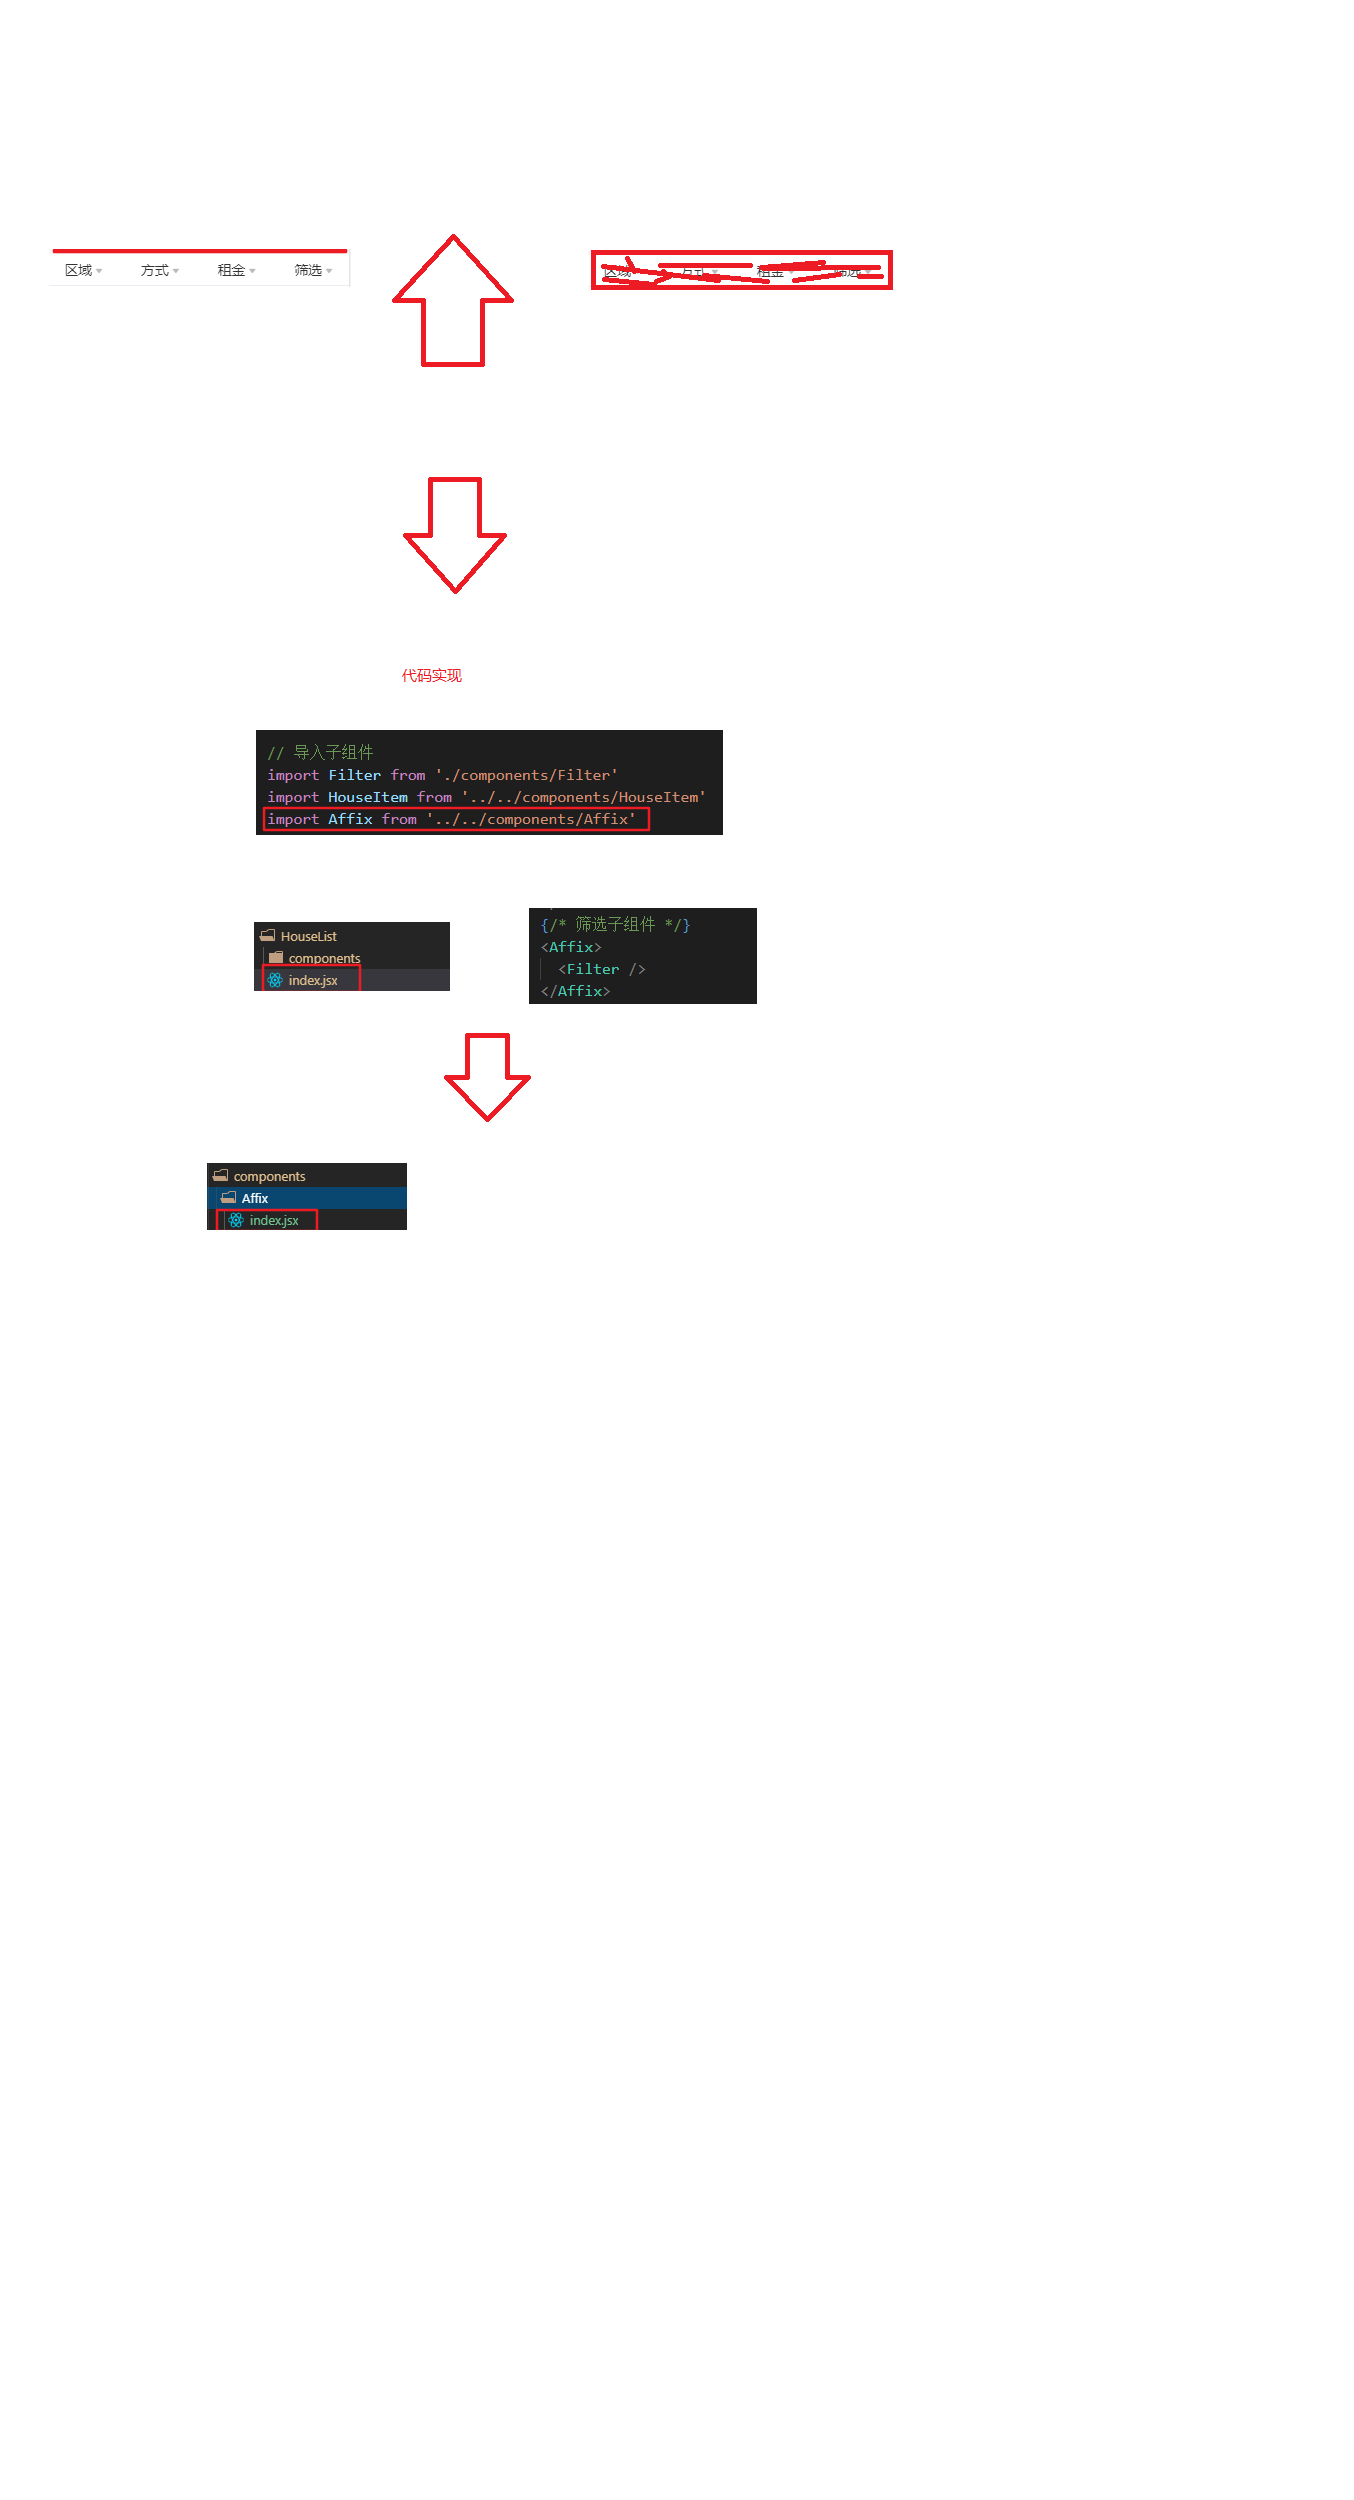 区域 方式 租金 筛选
区域 方式 租金 筛选
代码实现
// 导入子组件
import Filter from './components/Filter'
import HouseItem from '../../components/HouseItem'
import Affix from '../../components/Affix'
HouseList
components
index.jsx
{/* 筛选子组件 */}
<Affix>
<Filter />
</Affix>
components
Affix
index.jsx